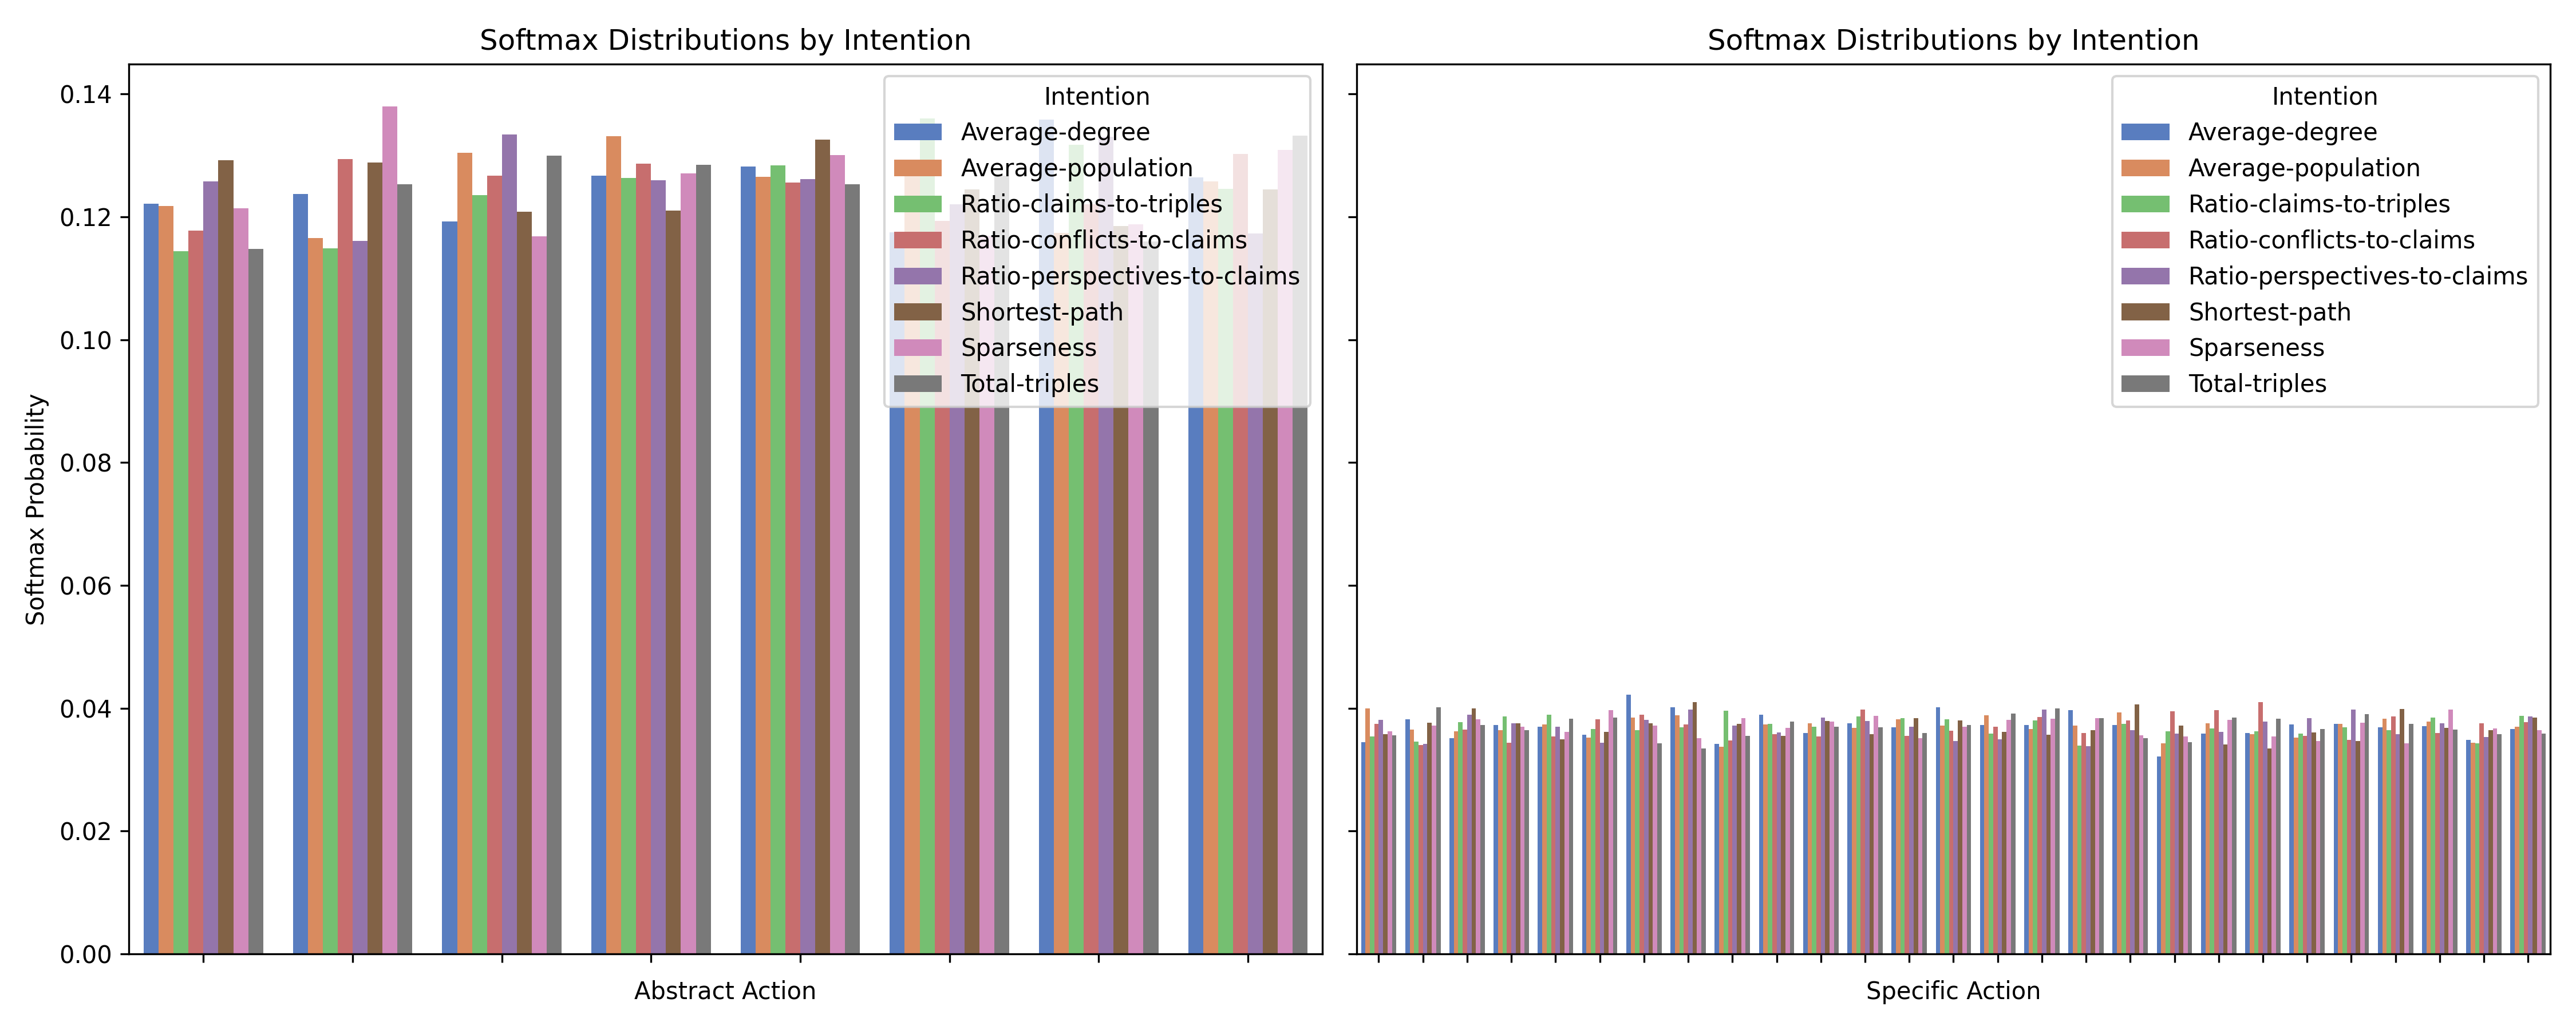 Softmax Distributions by Intention
Softmax Probability
0.14
0.12
0.10
0.08
0.06
0.04
0.02
0.00
Intention
Average-degree
Average-population
Ratio-claims-to-triples
Ratio-conflicts-to-claims
Ratio-perspectives-to-claims
Shortest-path
Sparseness
Total-triples
Abstract Action
Softmax Distributions by Intention
Intention
Average-degree
Average-population
Ratio-claims-to-triples
Ratio-conflicts-to-claims
Ratio-perspectives-to-claims
Shortest-path
Sparseness
Total-triples
Specific Action